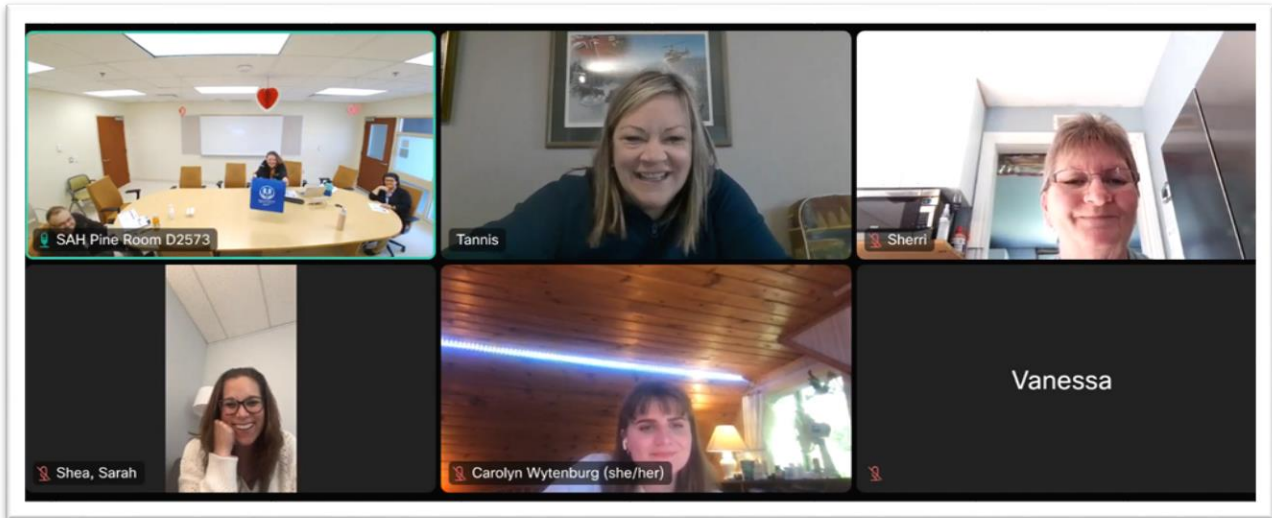 SAH Pine Room D2573
Tannis
Sherri
Shea, Sarah
Carolyn Wytenburg (she/her)
Vanessa